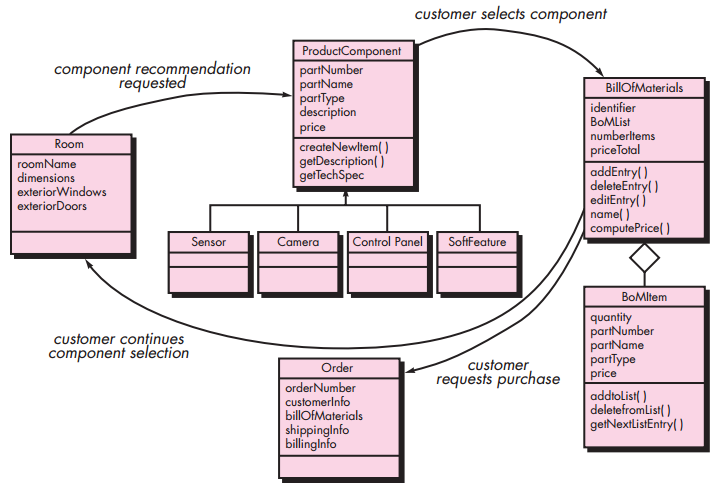 customer selects component
component recommendation
requested
ProductComponent
partNumber
partName
partType
description
price
createNewItem( )
getDescription( )
getTechSpec
BillOfMaterials
identifier
BoMList
numberItems
priceTotal
addEntry( )
deleteEntry( )
editEntry( )
name( )
computePrice( )
Room
roomName
dimensions
exteriorWindows
exteriorDoors
Sensor
Camera
Control Panel
SoftFeature
BoMItem
quantity
partNumber
partName
partType
price
addtoList( )
deletefromList( )
getNextListEntry( )
customer continues
component selection
Order
orderNumber
customerInfo
billOfMaterials
shippingInfo
billingInfo
customer
requests purchase